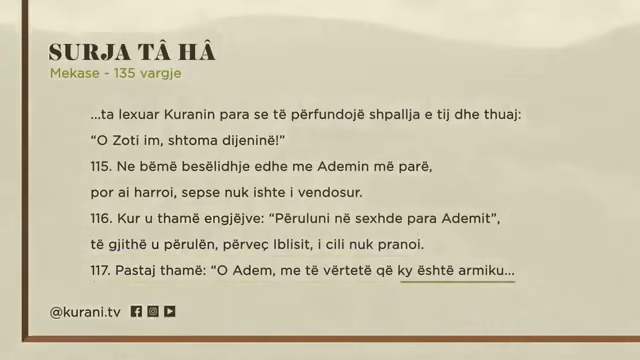 SURJA TÂ HÂ
Mekase - 135 vargje
...ta lexuar Kuranin para se të përfundojë shpallja e tij dhe thuaj:
“O Zoti im, shtoma dijeninë!”
115. Ne bëmë besëlidhje edhe me Ademin më parë,
por ai harroi, sepse nuk ishte i vendosur.
116. Kur u thamë engjëjve: “Përuluni në sexhde para Ademit”,
të gjithë u përulën, përveç Iblisit, i cili nuk pranoi.
117. Pastaj thamë: “O Adem, me të vërtetë që ky është armiku...
@kurani.tv